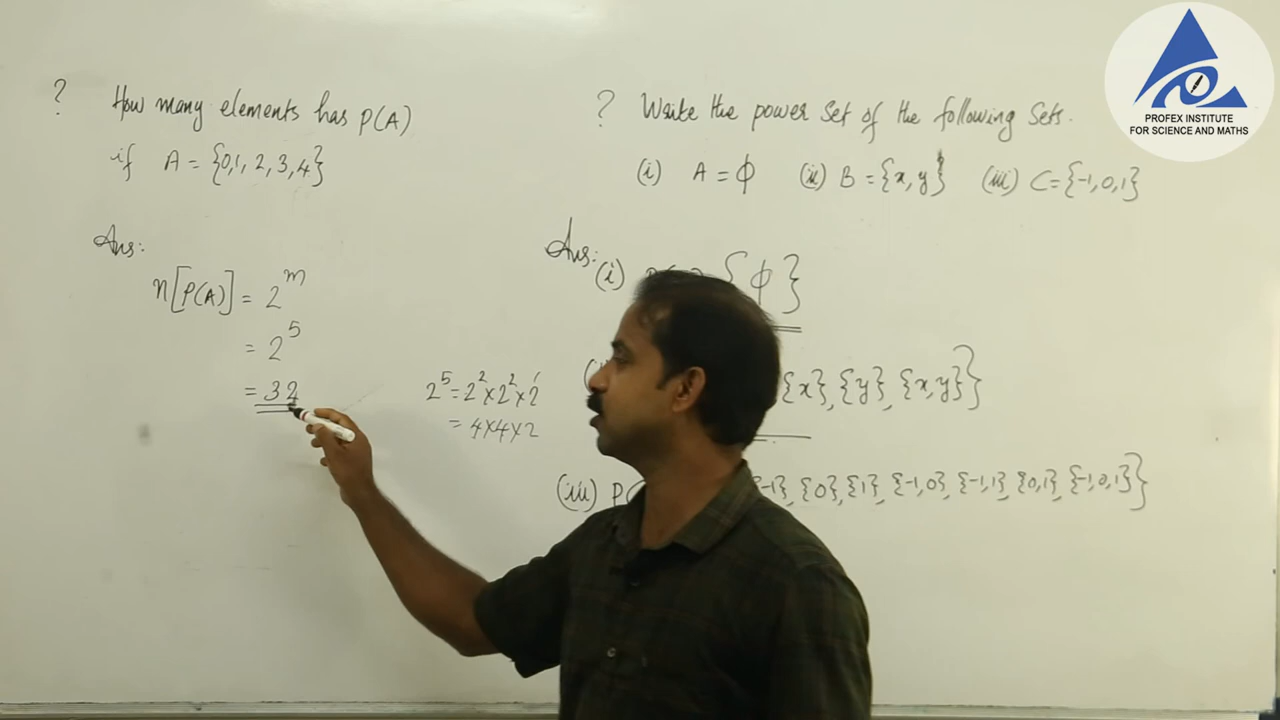 ? How many elements has P(A)
if A = {0,1, 2, 3, 4}
Ans:
n[P(A)] = 2^m
= 2^5
= 32
2^5 = 2^2 × 2^2 × 2^1
= 4×4×2
? Write the power set of the following sets.
(i) A = ϕ (ii) B = {x, y} (iii) C = {-1, 0, 1}
Ans: (i) {ϕ}
{x}, {y}, {x,y}}
(iii) P -1}, {0}, {1}, {-1,0}, {-1,1}, {0,1}, {-1,0,1}}
PROFEX INSTITUTE
FOR SCIENCE AND MATHS